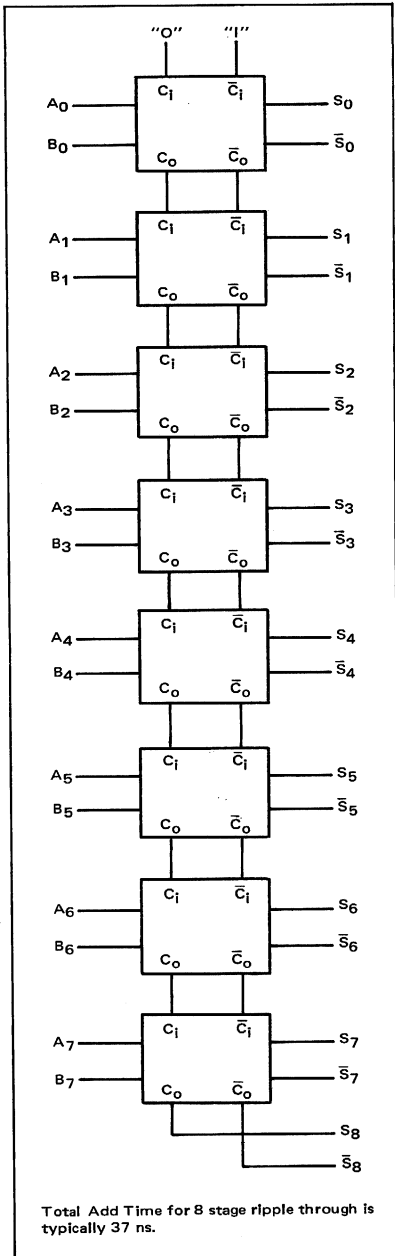 "0" "1"
A0 Ci C̅i S0
B0 S̅0
Co C̅o
A1 Ci C̅i S1
B1 S̅1
Co C̅o
A2 Ci C̅i S2
B2 S̅2
Co C̅o
A3 Ci C̅i S3
B3 S̅3
Co C̅o
A4 Ci C̅i S4
B4 S̅4
Co C̅o
A5 Ci C̅i S5
B5 S̅5
Co C̅o
A6 Ci C̅i S6
B6 S̅6
Co C̅o
A7 Ci C̅i S7
B7 S̅7
Co C̅o
S8
S̅8
Total Add Time for 8 stage ripple through is
typically 37 ns.